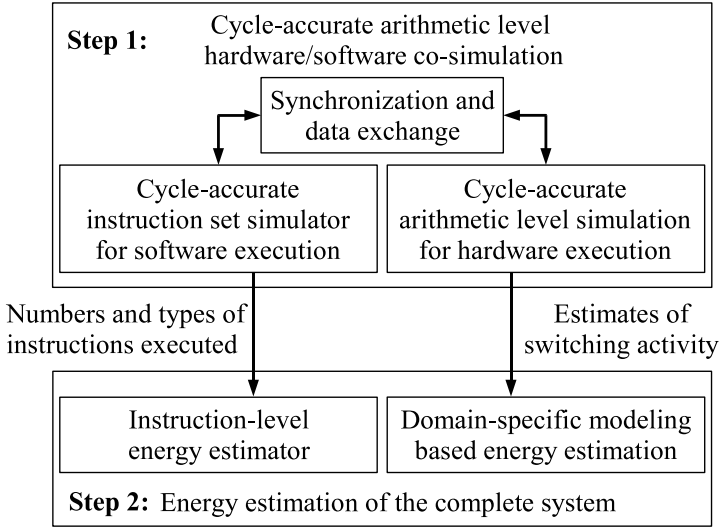 Step 1: Cycle-accurate arithmetic level
hardware/software co-simulation
Synchronization and
data exchange
Cycle-accurate
instruction set simulator
for software execution
Cycle-accurate
arithmetic level simulation
for hardware execution
Numbers and types of
instructions executed
Estimates of
switching activity
Instruction-level
energy estimator
Domain-specific modeling
based energy estimation
Step 2: Energy estimation of the complete system